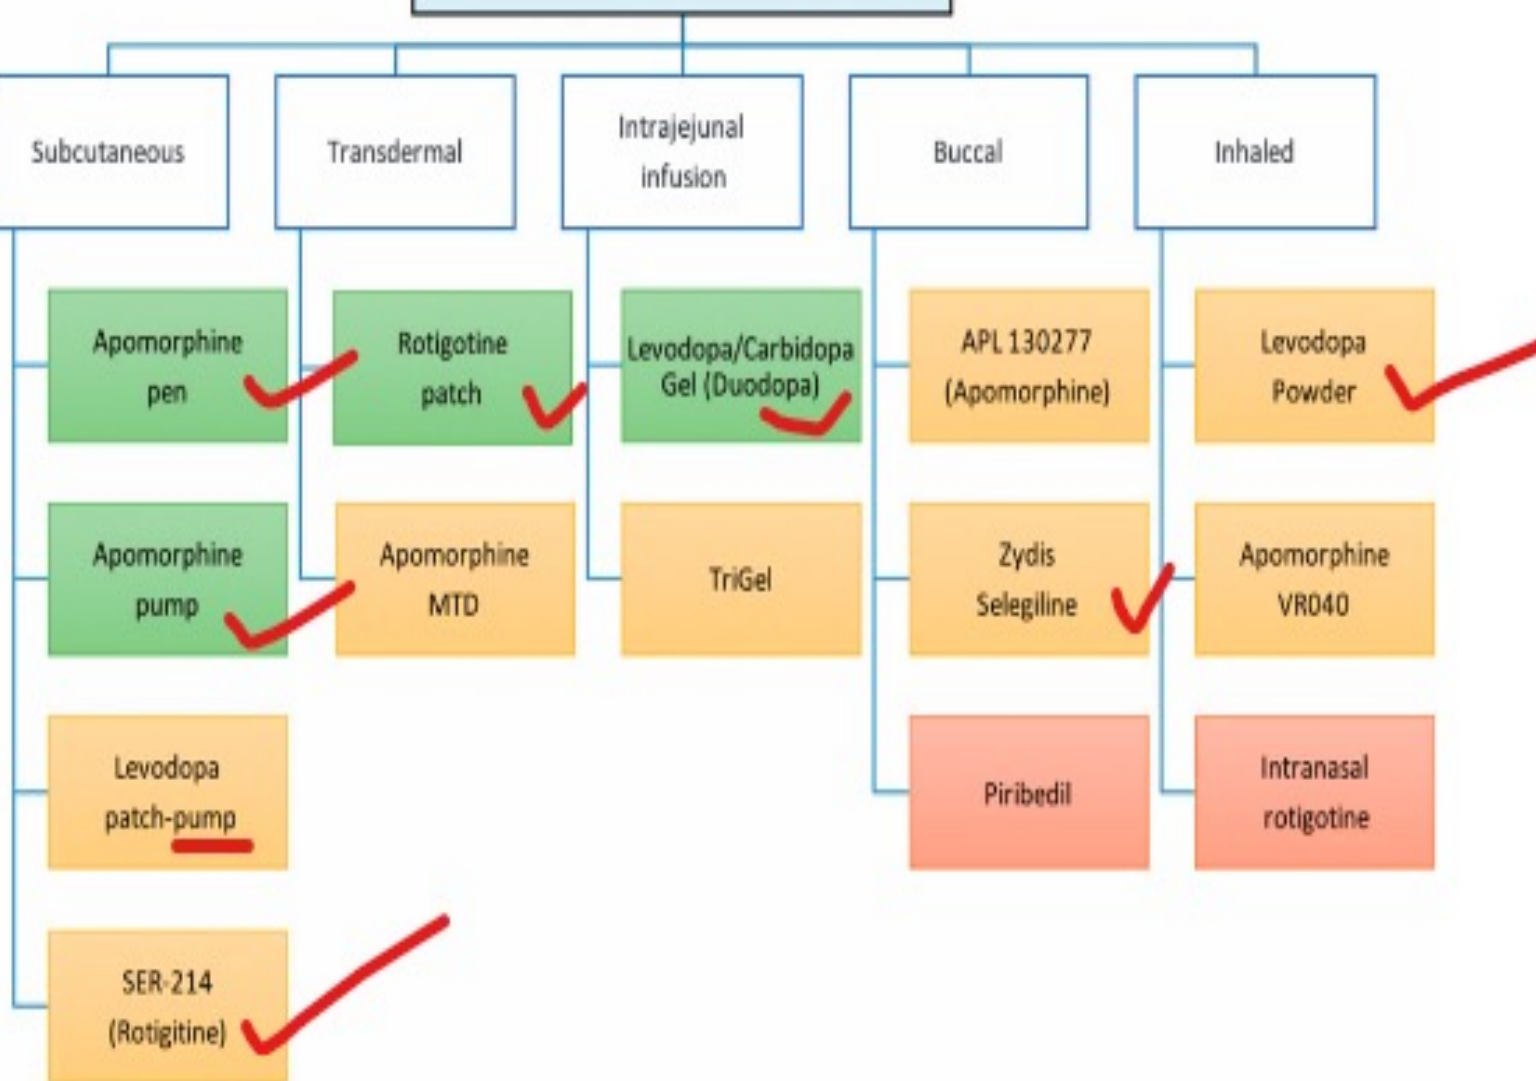 Subcutaneous
Transdermal
Intrajejunal
infusion
Buccal
Inhaled
Apomorphine
pen
Rotigotine
patch
Levodopa/Carbidopa
Gel (Duodopa)
APL 130277
(Apomorphine)
Levodopa
Powder
Apomorphine
pump
Apomorphine
MTD
TriGel
Zydis
Selegiline
Apomorphine
VR040
Levodopa
patch-pump
Piribedil
Intranasal
rotigotine
SER-214
(Rotigitine)